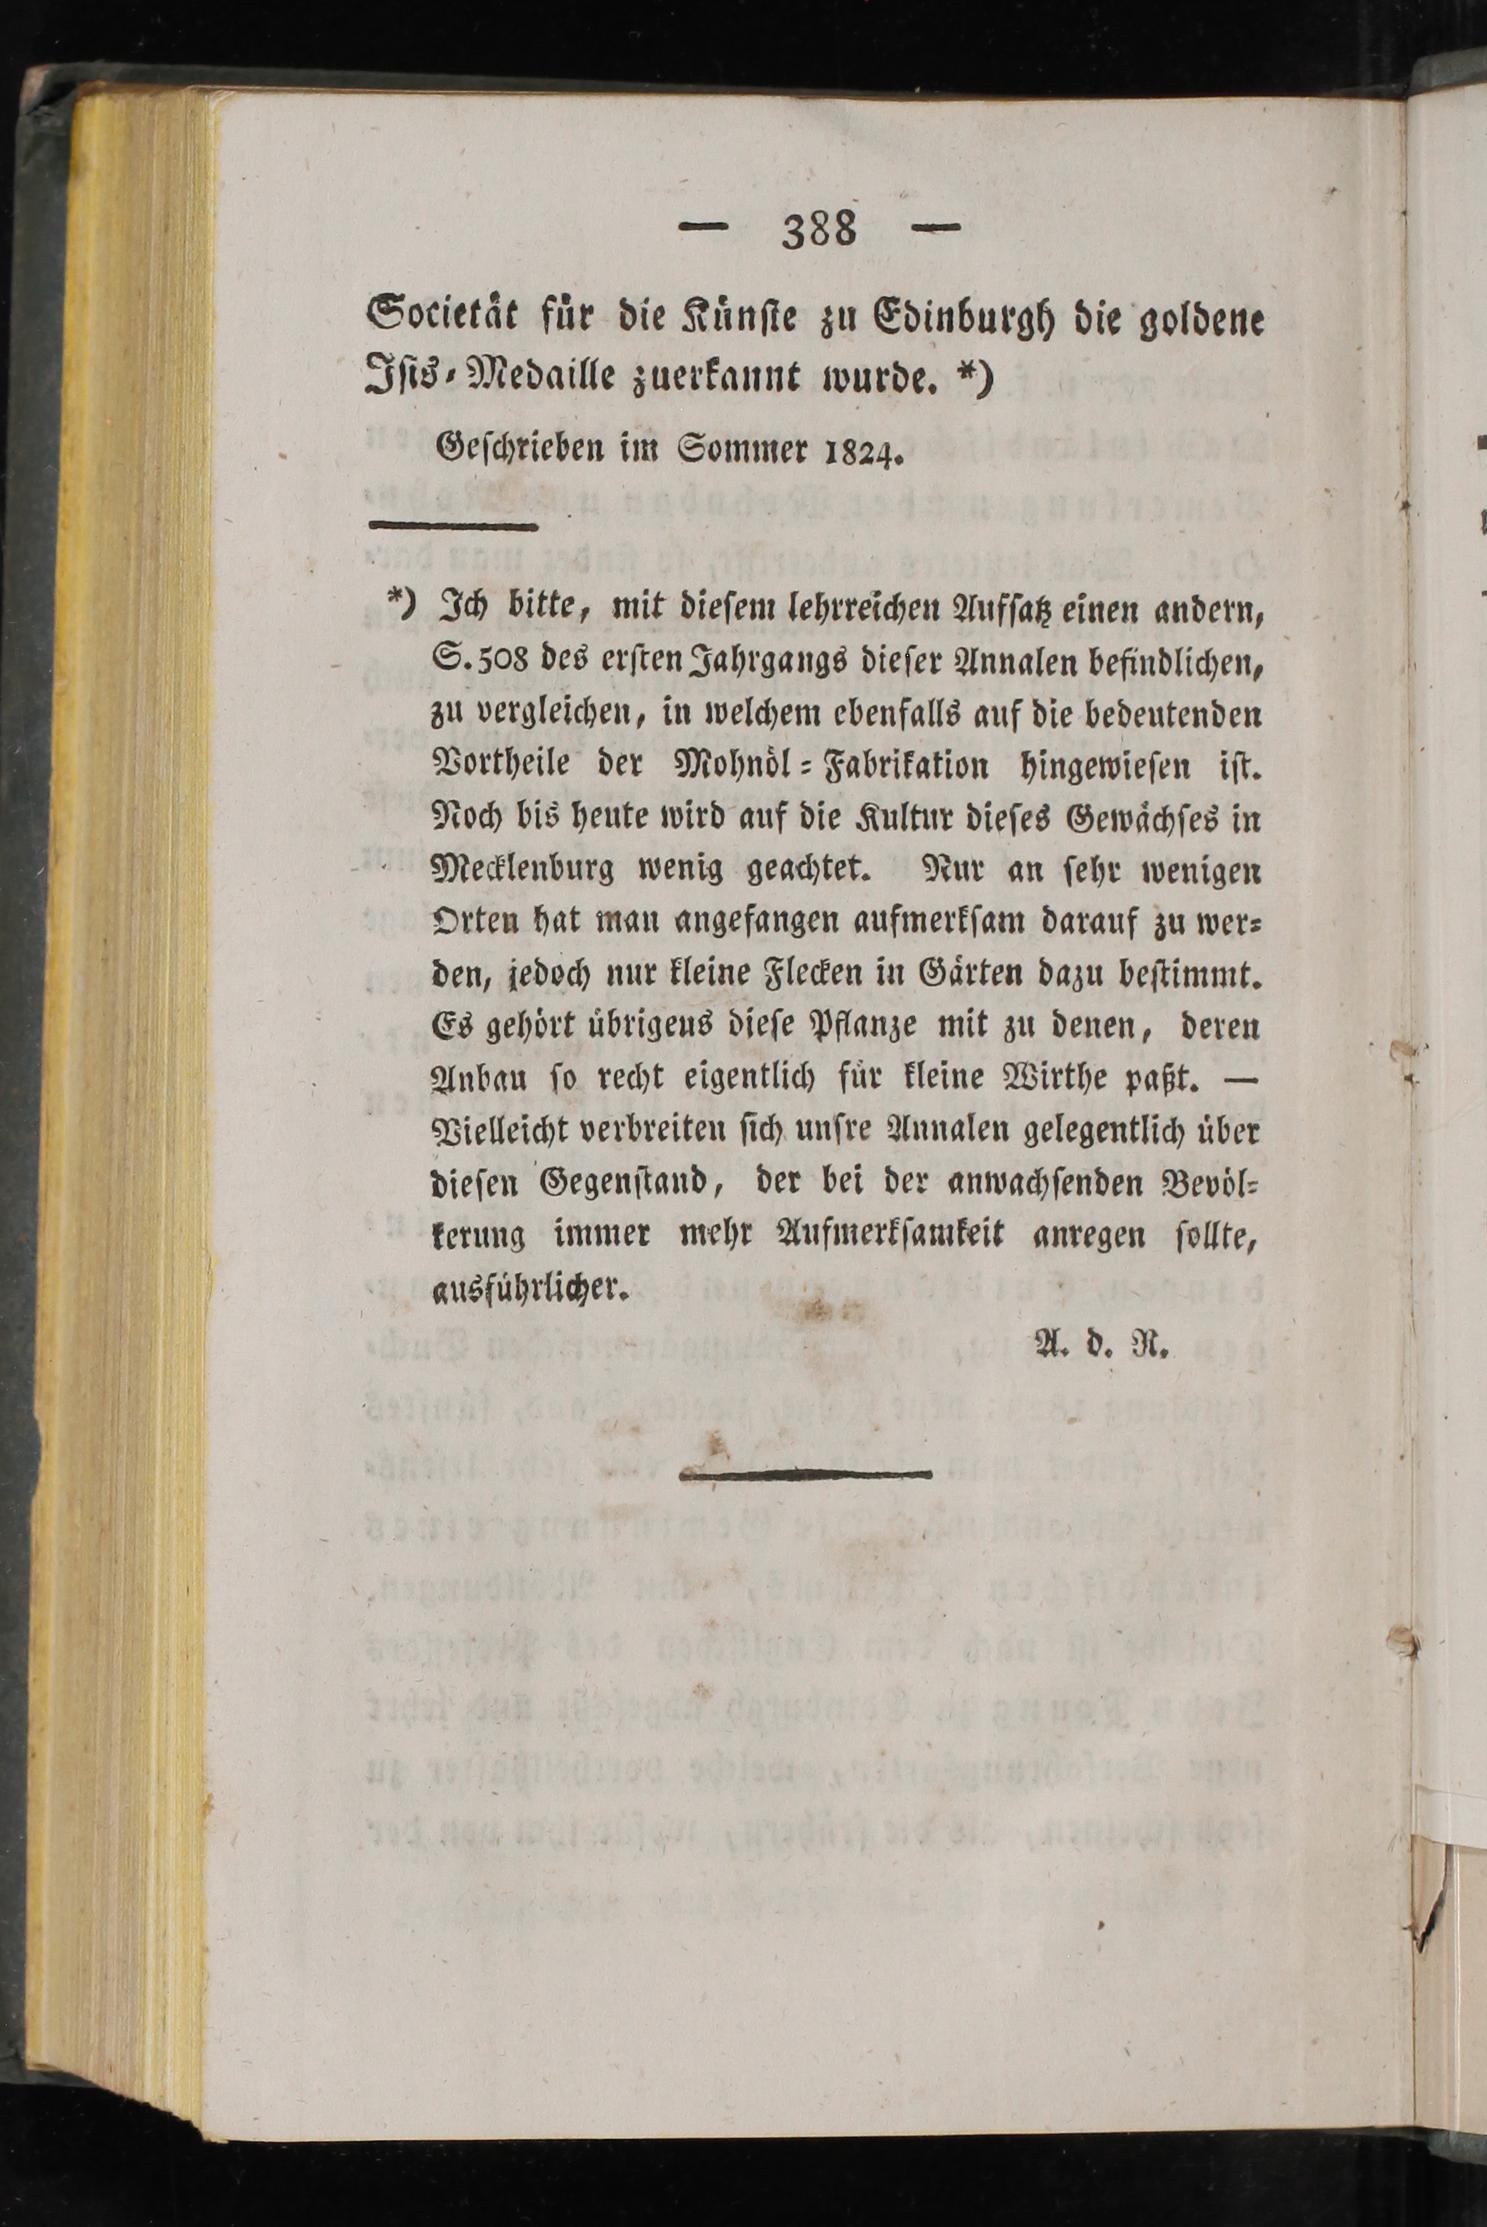 — 388 —
Societät für die Künſte zu Edinburgh die goldene
Iſis-Medaille zuerkannt wurde. *)
Geſchrieben im Sommer 1824.
*) Ich bitte, mit dieſem lehrreichen Aufſatz einen andern,
S. 508 des erſten Jahrgangs dieſer Annalen befindlichen,
zu vergleichen, in welchem ebenfalls auf die bedeutenden
Vortheile der Mohnöl-Fabrikation hingewieſen iſt.
Noch bis heute wird auf die Kultur dieſes Gewächſes in
Mecklenburg wenig geachtet. Nur an ſehr wenigen
Orten hat man angefangen aufmerkſam darauf zu wer-
den, jedoch nur kleine Flecken in Gärten dazu beſtimmt.
Es gehört übrigens dieſe Pflanze mit zu denen, deren
Anbau ſo recht eigentlich für kleine Wirthe paßt. —
Vielleicht verbreiten ſich unſre Annalen gelegentlich über
dieſen Gegenſtand, der bei der anwachſenden Bevöl-
kerung immer mehr Aufmerkſamkeit anregen ſollte,
ausführlicher.
A. d. R.